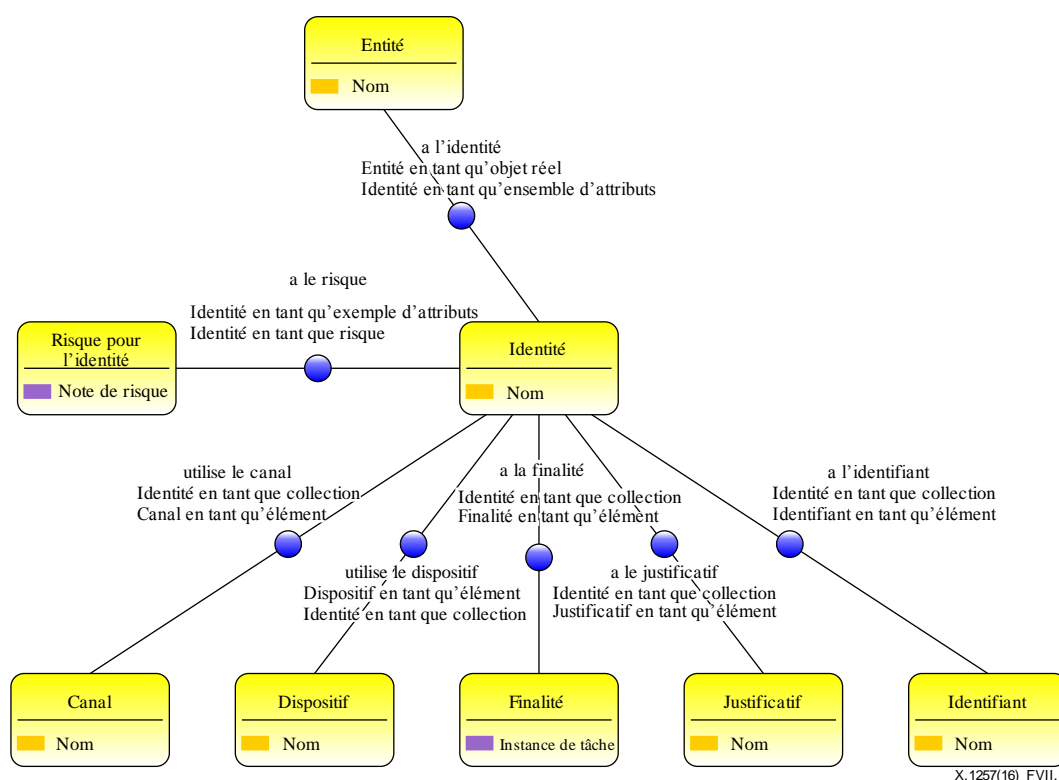 Entité
Nom
a l'identité
Entité en tant qu'objet réel
Identité en tant qu'ensemble d'attributs
a le risque
Identité en tant qu'exemple d'attributs
Identité en tant que risque
Risque pour
l'identité
Note de risque
Identité
Nom
utilise le canal
Identité en tant que collection
Canal en tant qu'élément
a la finalité
Identité en tant que collection
Finalité en tant qu'élément
a l'identifiant
Identité en tant que collection
Identifiant en tant qu'élément
utilise le dispositif
Dispositif en tant qu'élément
Identité en tant que collection
a le justificatif
Identité en tant que collection
Justificatif en tant qu'élément
Canal
Nom
Dispositif
Nom
Finalité
Instance de tâche
Justificatif
Nom
Identifiant
Nom
X.1257(16)_FVII.